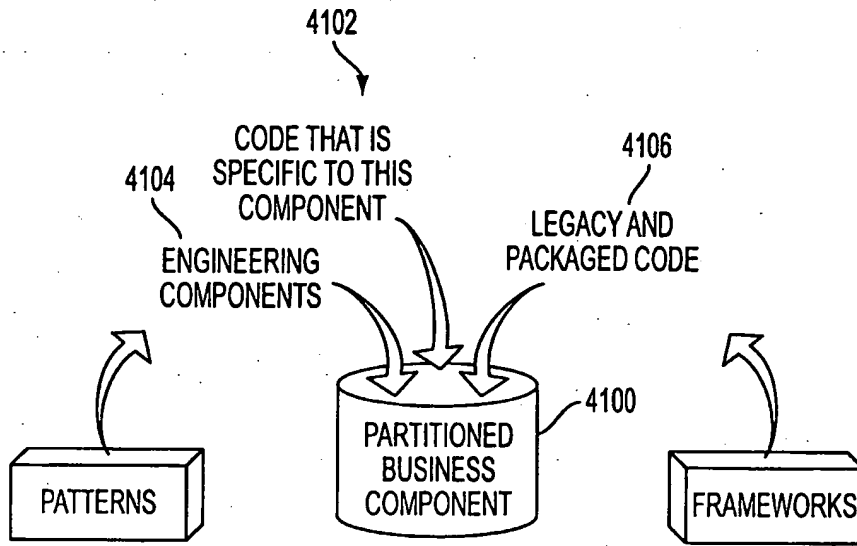 4102
CODE THAT IS
SPECIFIC TO THIS
COMPONENT
4104
ENGINEERING
COMPONENTS
4106
LEGACY AND
PACKAGED CODE
4100
PARTITIONED
BUSINESS
COMPONENT
PATTERNS
FRAMEWORKS